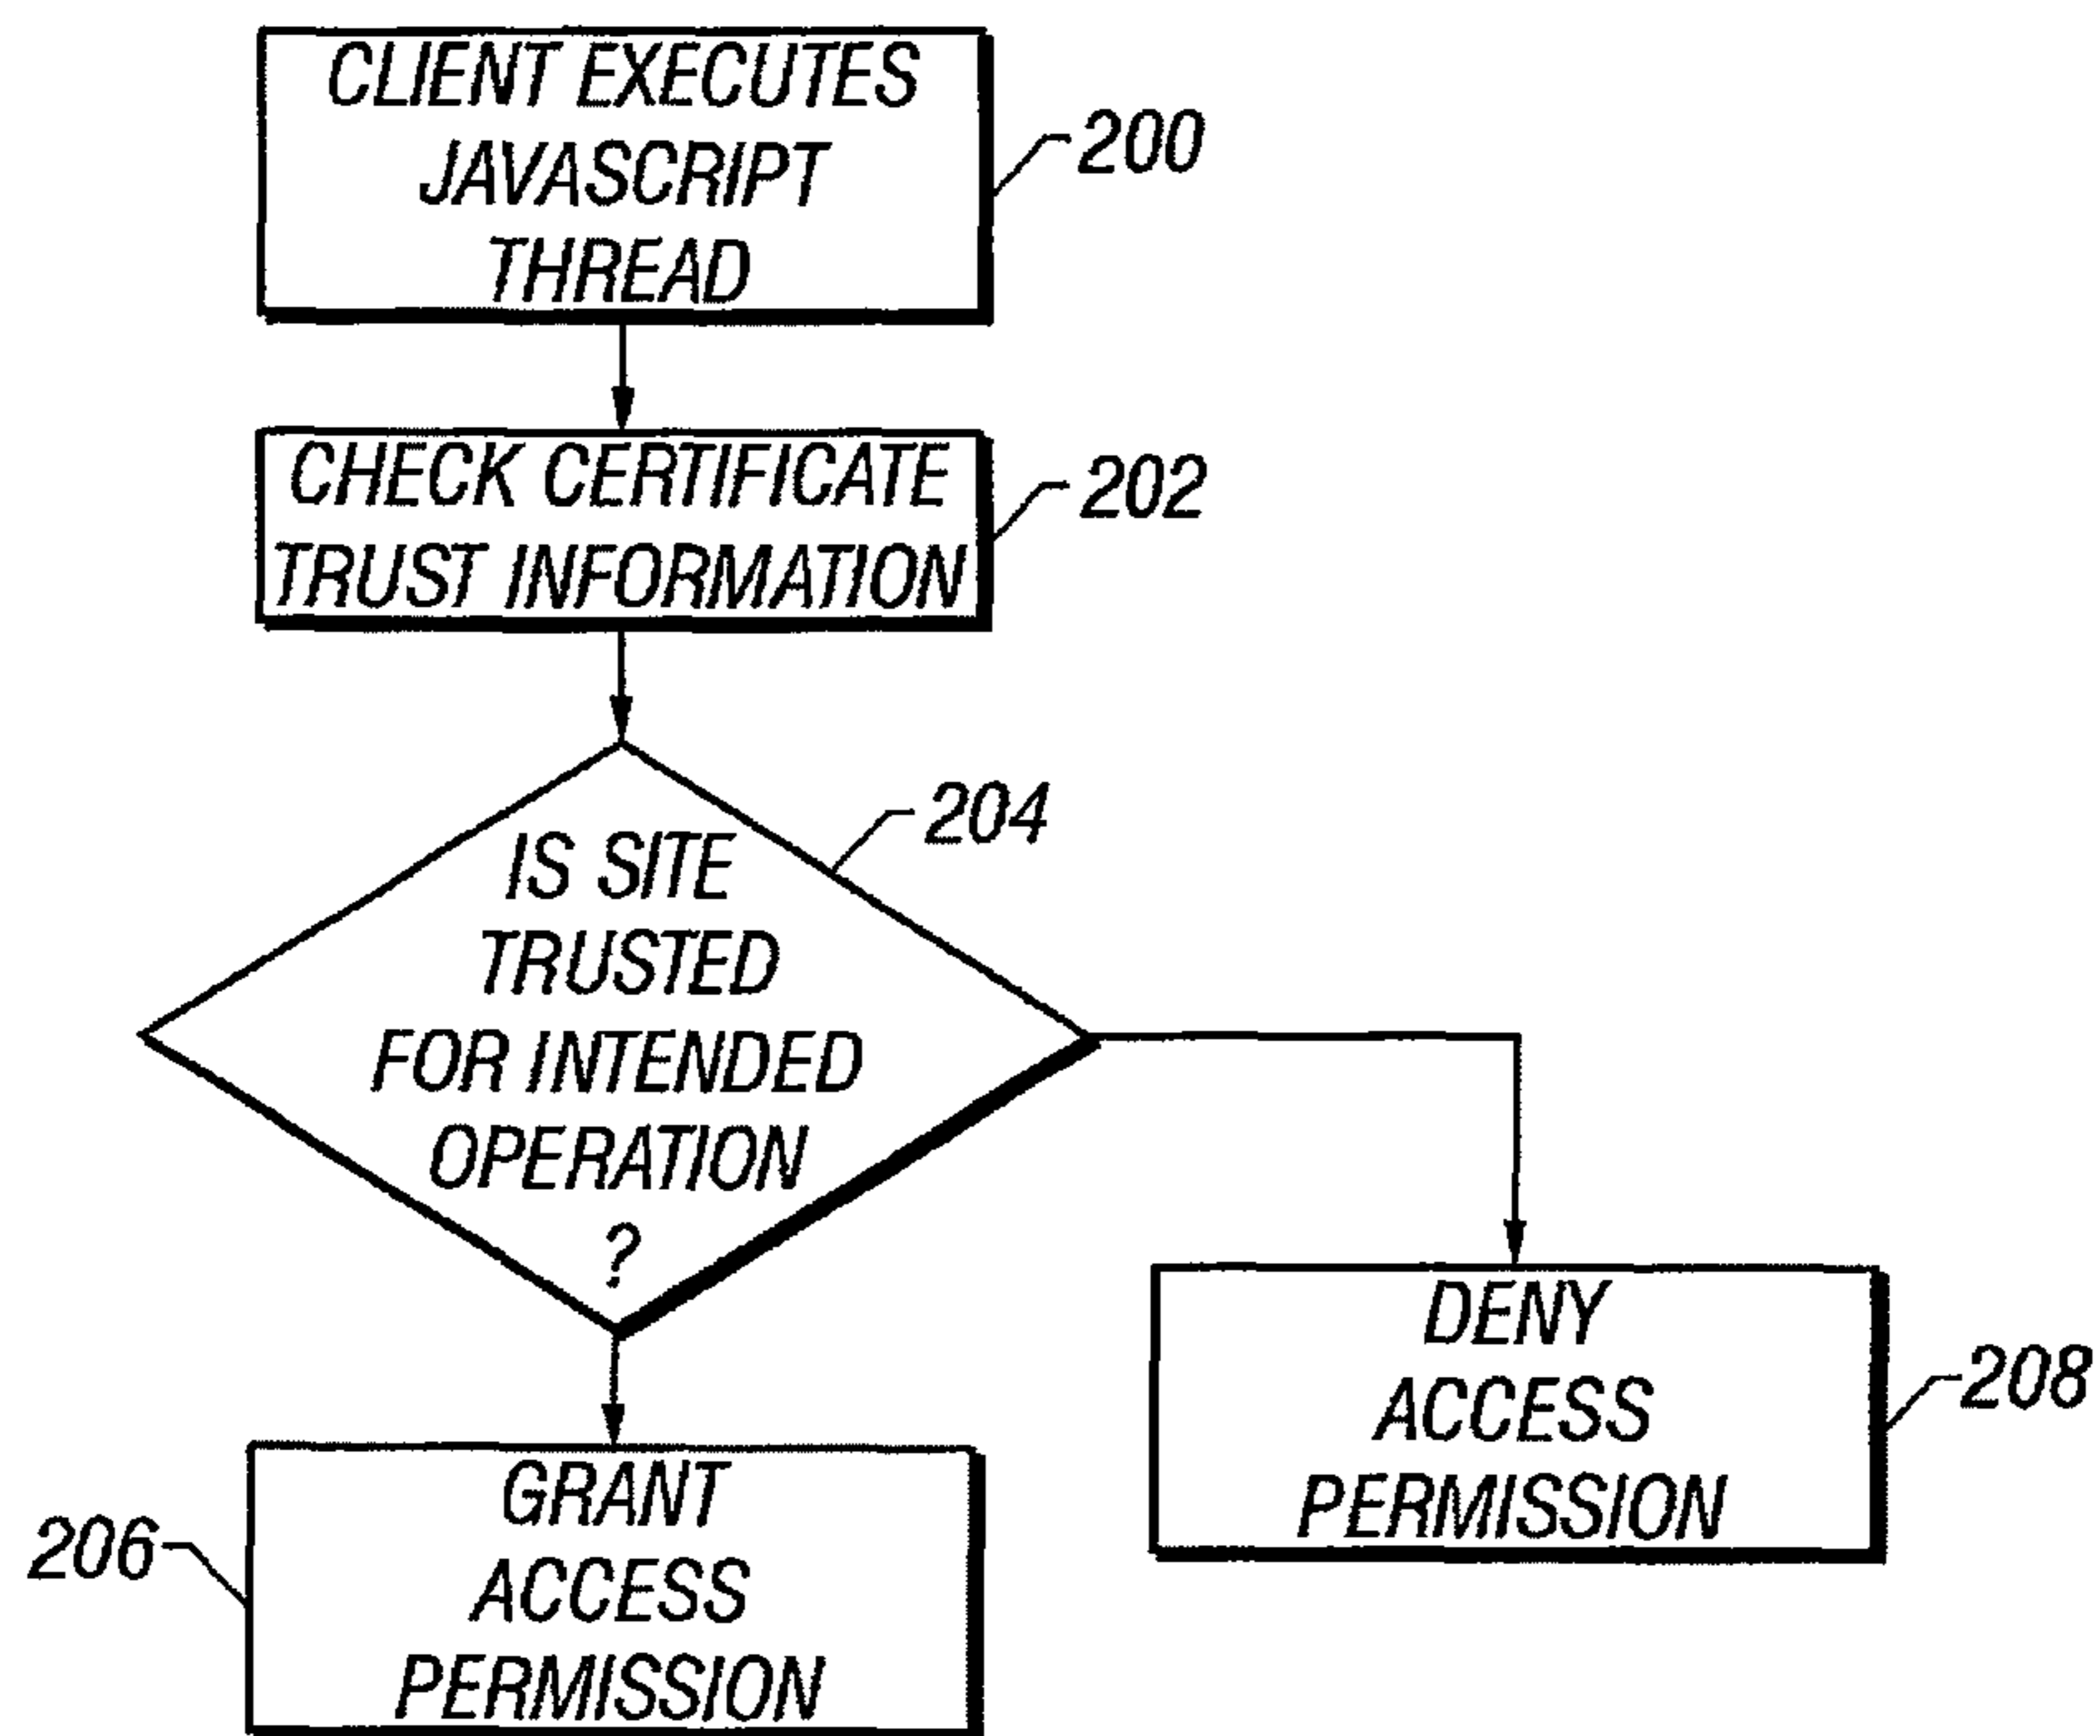 CLIENT EXECUTES
JAVASCRIPT
THREAD
200
CHECK CERTIFICATE
TRUST INFORMATION
202
IS SITE
TRUSTED
FOR INTENDED
OPERATION
?
204
GRANT
ACCESS
PERMISSION
206
DENY
ACCESS
PERMISSION
208